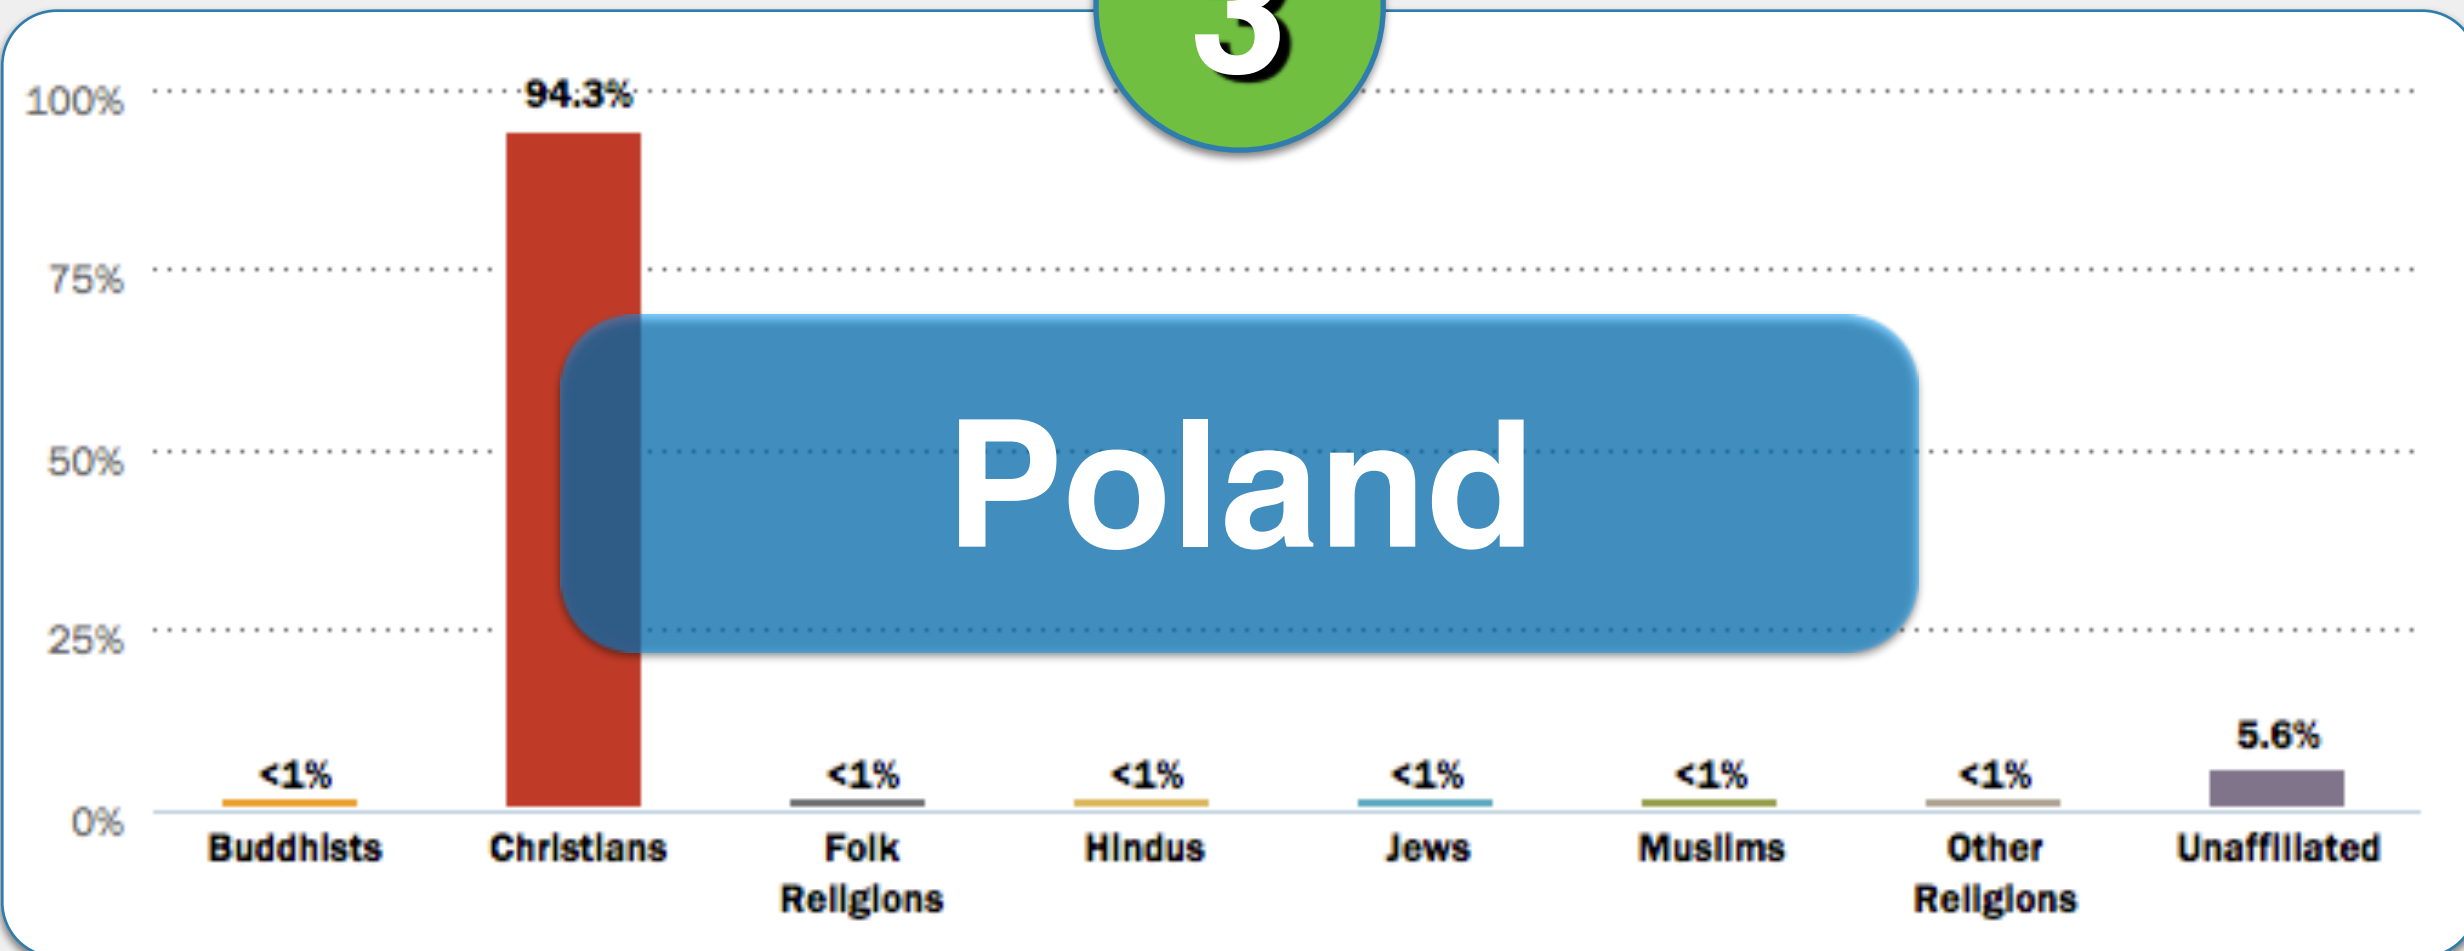 3
100%
94.3%
75%
50%
25%
0%
Poland
<1%
<1%
<1%
<1%
<1%
<1%
5.6%
Buddhists
Christians
Folk
Religions
Hindus
Jews
Muslims
Other
Religions
Unaffiliated